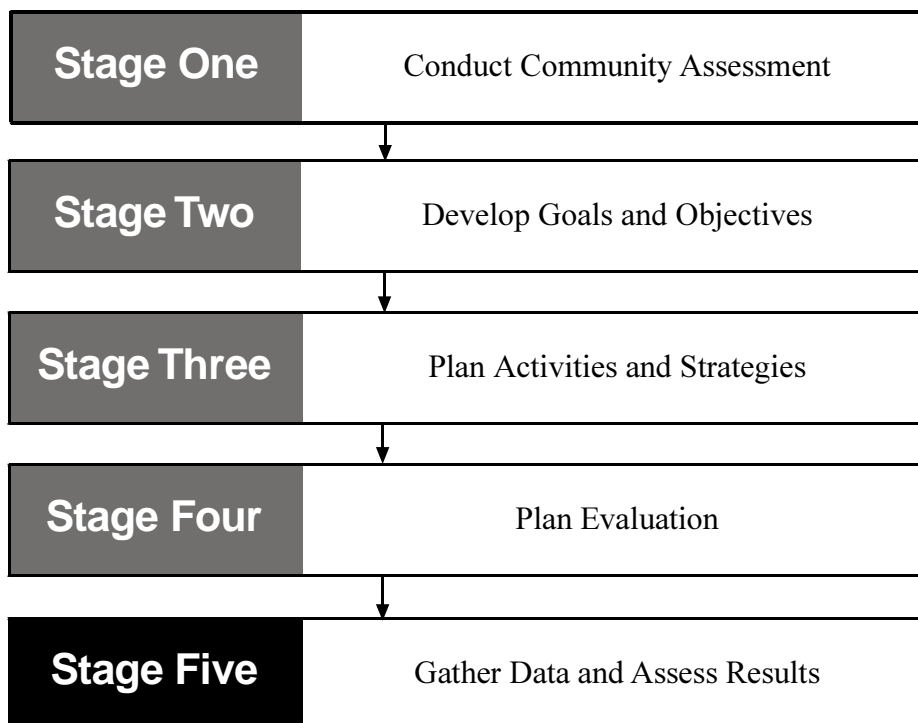 Stage One
Conduct Community Assessment
Stage Two
Develop Goals and Objectives
Stage Three
Plan Activities and Strategies
Stage Four
Plan Evaluation
Stage Five
Gather Data and Assess Results